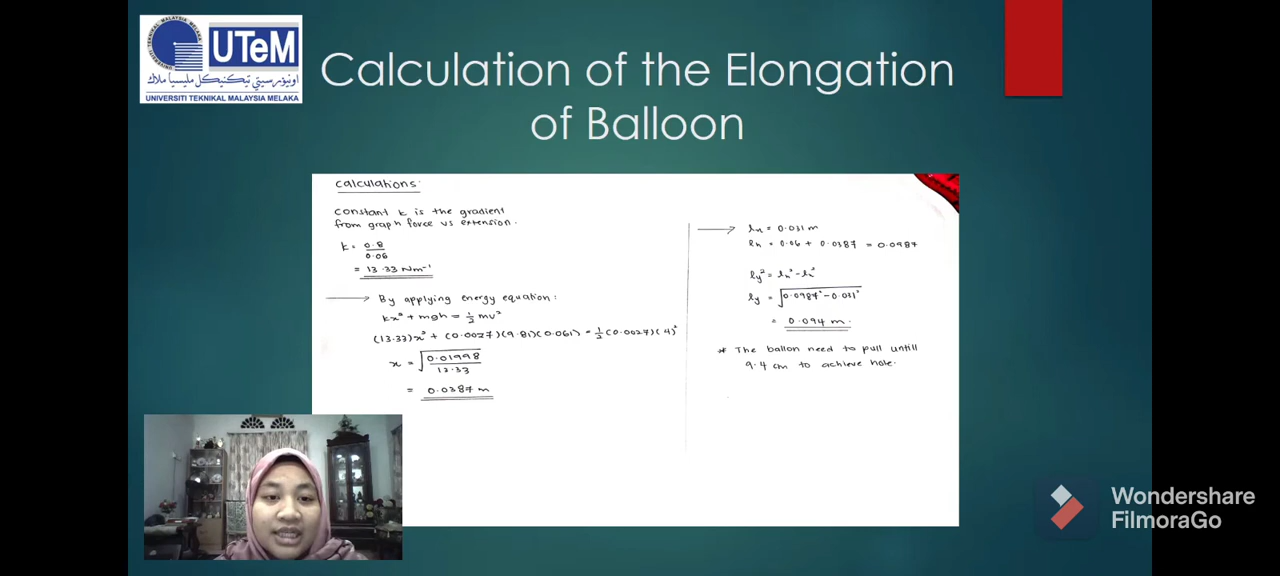 UTeM
اونيۏرسيتي تيكنيكل مليسيا ملاك
UNIVERSITI TEKNIKAL MALAYSIA MELAKA
Calculation of the Elongation
of Balloon
Calculations:
Constant k is the gradient
from graph force vs extension.
k = 0.8
0.06
= 13.33 Nm⁻¹
By applying energy equation:
kx² + mgh = ½ mv²
(13.33)x² + (0.0027)(9.81)(0.061) = ½ (0.0027)(4)²
x = √0.01998
13.33
= 0.0387 m
lx = 0.031 m
lh = 0.06 + 0.0387 = 0.0987
ly² = lh² - lx²
ly = √0.0987² - 0.031²
= 0.094 m.
* The ballon need to pull untill
9.4 cm to achieve hole.
Wondershare
FilmoraGo